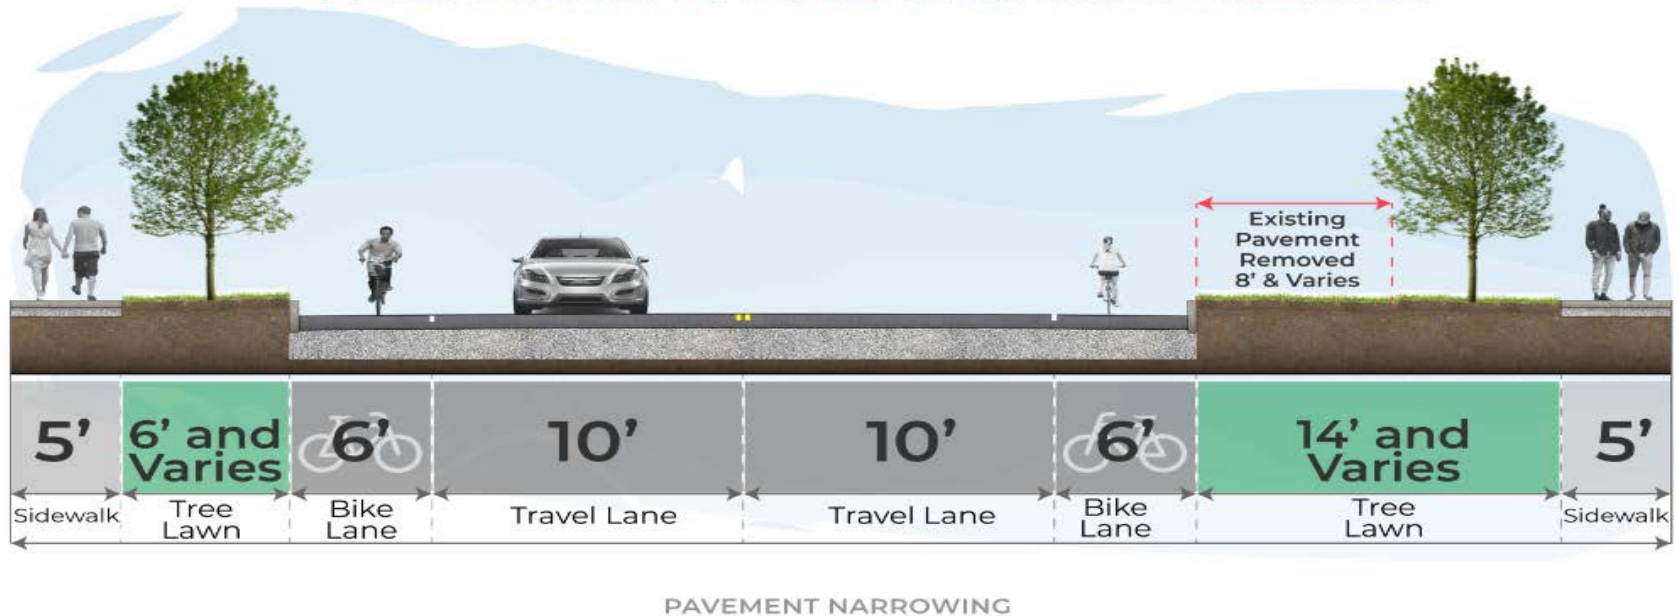 Existing
Pavement
Removed
8' & Varies
5' 6' and Varies 6' 10' 10' 6' 14' and Varies 5'
Sidewalk Tree Lawn Bike Lane Travel Lane Travel Lane Bike Lane Tree Lawn Sidewalk
PAVEMENT NARROWING